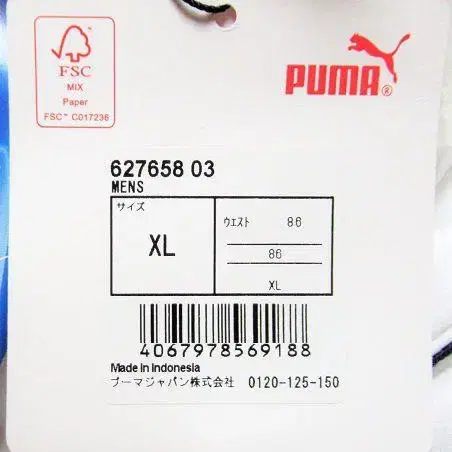 FSC
MIX
Paper
FSC™ C017236
PUMA®
627658 03
MENS
サイズ
XL
ウエスト 86
86
XL
4067978569188
Made in Indonesia
プーマジャパン株式会社 0120-125-150